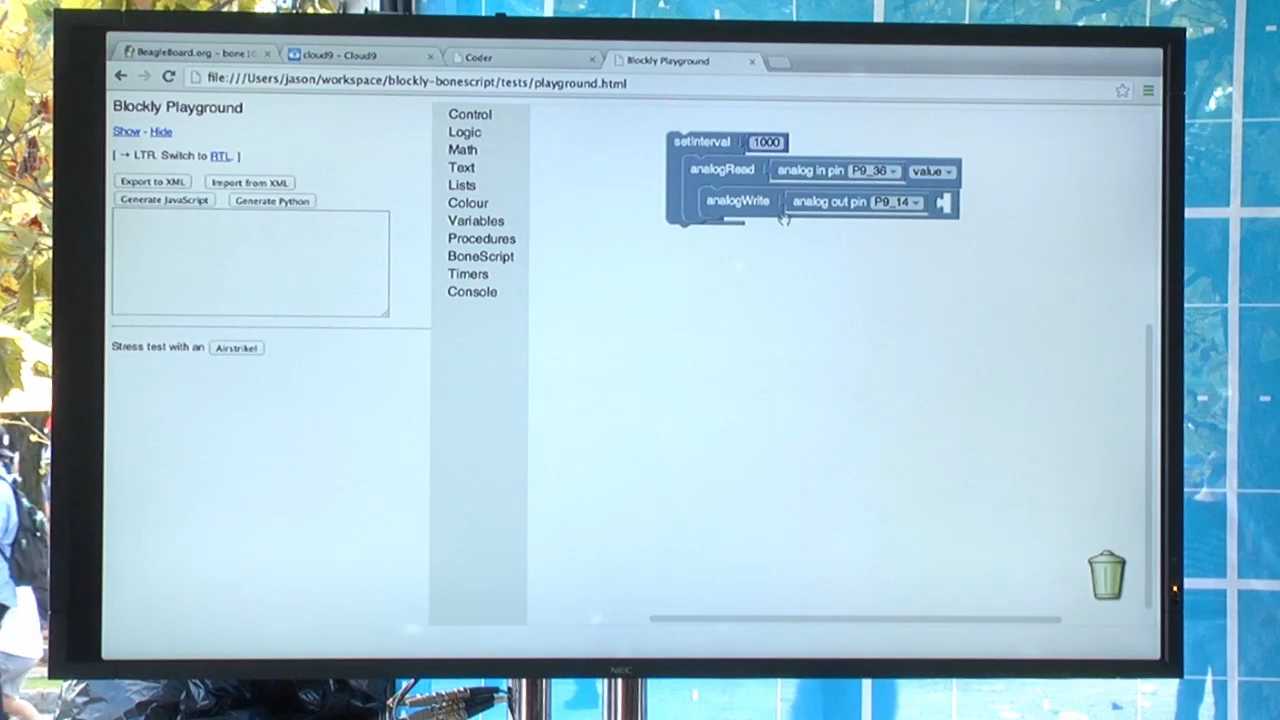 BeagleBoard.org - bone10
cloud9 - Cloud9
Coder
Blockly Playground
file:///Users/jason/workspace/blockly-bonescript/tests/playground.html
Blockly Playground
Show - Hide
[ → LTR. Switch to RTL. ]
Export to XML Import from XML
Generate JavaScript Generate Python
Stress test with an Airstrike!
Control
Logic
Math
Text
Lists
Colour
Variables
Procedures
BoneScript
Timers
Console
setInterval 1000
analogRead analog in pin P9_36 value
analogWrite analog out pin P9_14
NEC